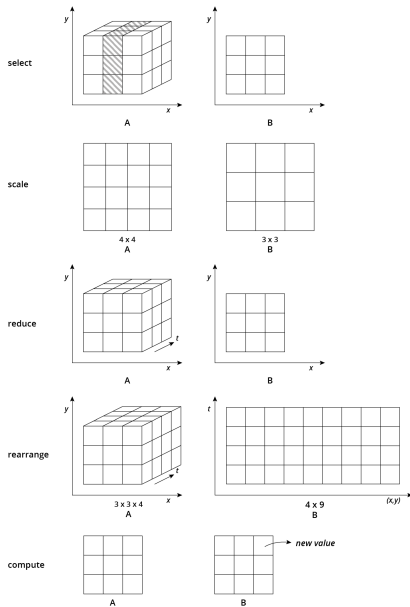 y
y
select
x
x
A
B
scale
4 x 4
3 x 3
A
B
y
y
reduce
t
x
x
A
B
y
t
rearrange
t
3 x 3 x 4
x
4 x 9
(x,y)
A
B
new value
compute
A
B